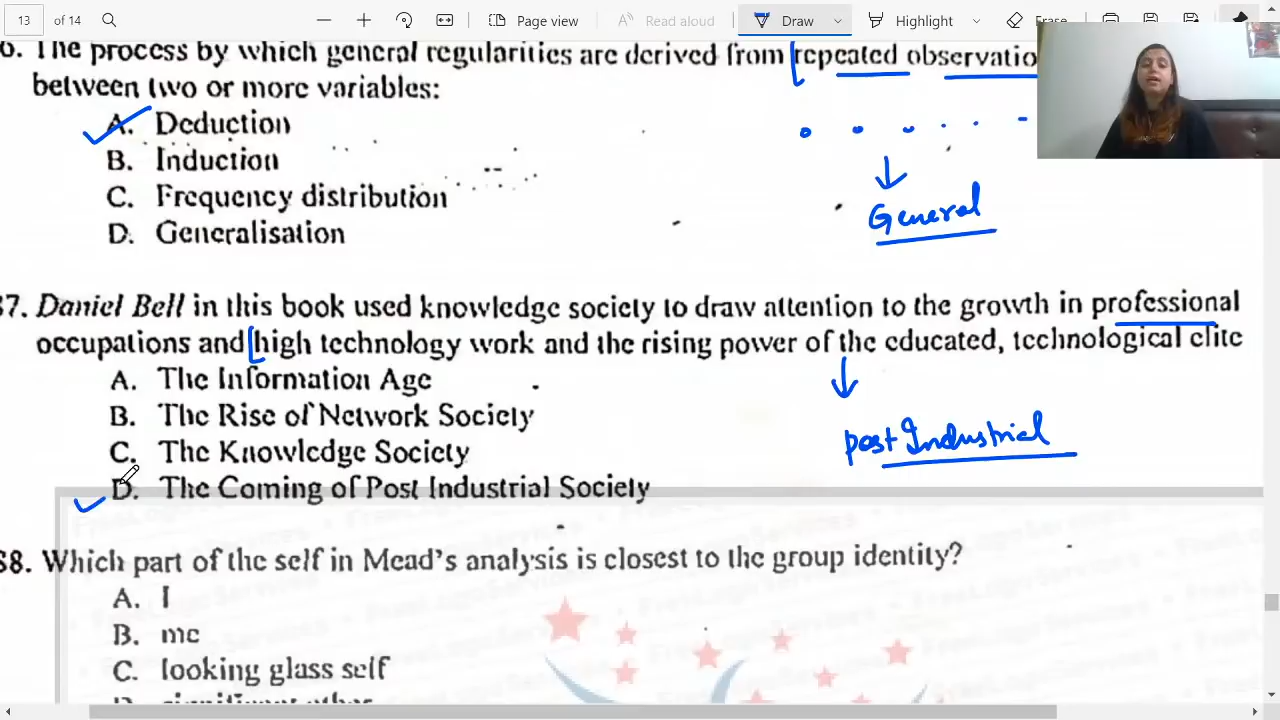 13 of 14 Page view Read aloud Draw Highlight Erase
6. The process by which general regularities are derived from repeated observatio
between two or more variables:
A. Deduction
B. Induction
C. Frequency distribution
D. Generalisation
General
37. Daniel Bell in this book used knowledge society to draw attention to the growth in professional
occupations and high technology work and the rising power of the educated, technological elite
A. The Information Age
B. The Rise of Network Society
C. The Knowledge Society
D. The Coming of Post Industrial Society
post Industrial
38. Which part of the self in Mead's analysis is closest to the group identity?
A. I
B. me
C. looking glass self
D. significant other